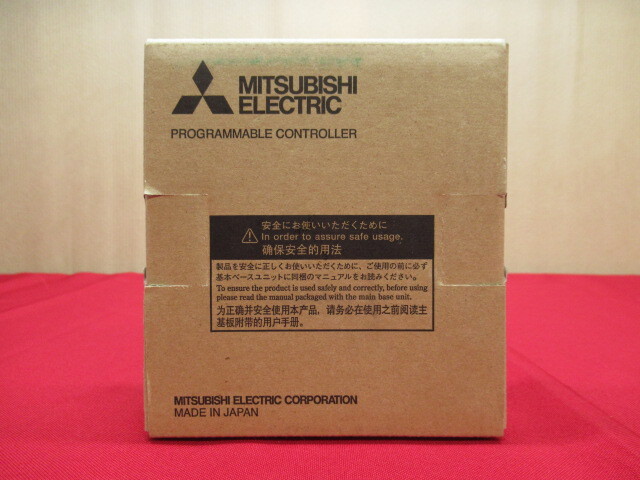 MITSUBISHI
ELECTRIC
PROGRAMMABLE CONTROLLER
安全にお使いいただくために
In order to assure safe usage.
确保安全的用法
製品を安全に正しくお使いいただくために、ご使用の前に必ず
基本ベースユニットに同梱のマニュアルをお読みください。
To ensure the product is used safely and correctly, before using
please read the manual packaged with the main base unit.
为正确并安全使用本产品，请务必在使用之前阅读主
基板附带的用户手册。
MITSUBISHI ELECTRIC CORPORATION
MADE IN JAPAN